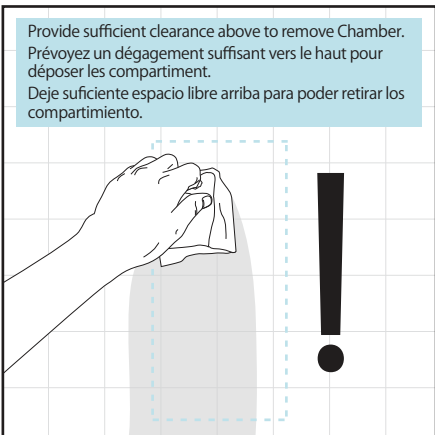 Provide sufficient clearance above to remove Chamber.
Prévoyez un dégagement suffisant vers le haut pour
déposer les compartiment.
Deje suficiente espacio libre arriba para poder retirar los
compartimiento.
!